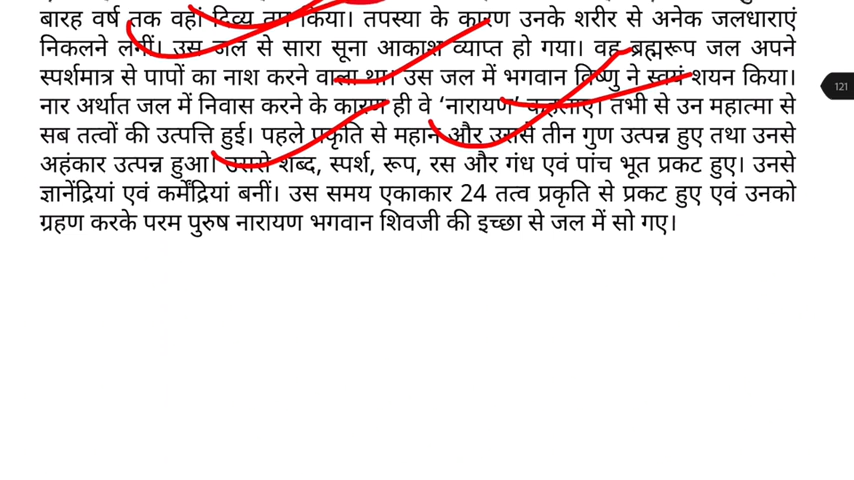 बारह वर्ष तक वहां दिव्य तप किया। तपस्या के कारण उनके शरीर से अनेक जलधाराएं
निकलने लगीं। उस जल से सारा सूना आकाश व्याप्त हो गया। वह ब्रह्मरूप जल अपने
स्पर्शमात्र से पापों का नाश करने वाला था। उस जल में भगवान विष्णु ने स्वयं शयन किया।
नार अर्थात जल में निवास करने के कारण ही वे ‘नारायण’ कहलाए। तभी से उन महात्मा से
सब तत्वों की उत्पत्ति हुई। पहले प्रकृति से महान और उससे तीन गुण उत्पन्न हुए तथा उनसे
अहंकार उत्पन्न हुआ। उससे शब्द, स्पर्श, रूप, रस और गंध एवं पांच भूत प्रकट हुए। उनसे
ज्ञानेंद्रियां एवं कर्मेंद्रियां बनीं। उस समय एकाकार 24 तत्व प्रकृति से प्रकट हुए एवं उनको
ग्रहण करके परम पुरुष नारायण भगवान शिवजी की इच्छा से जल में सो गए।
121